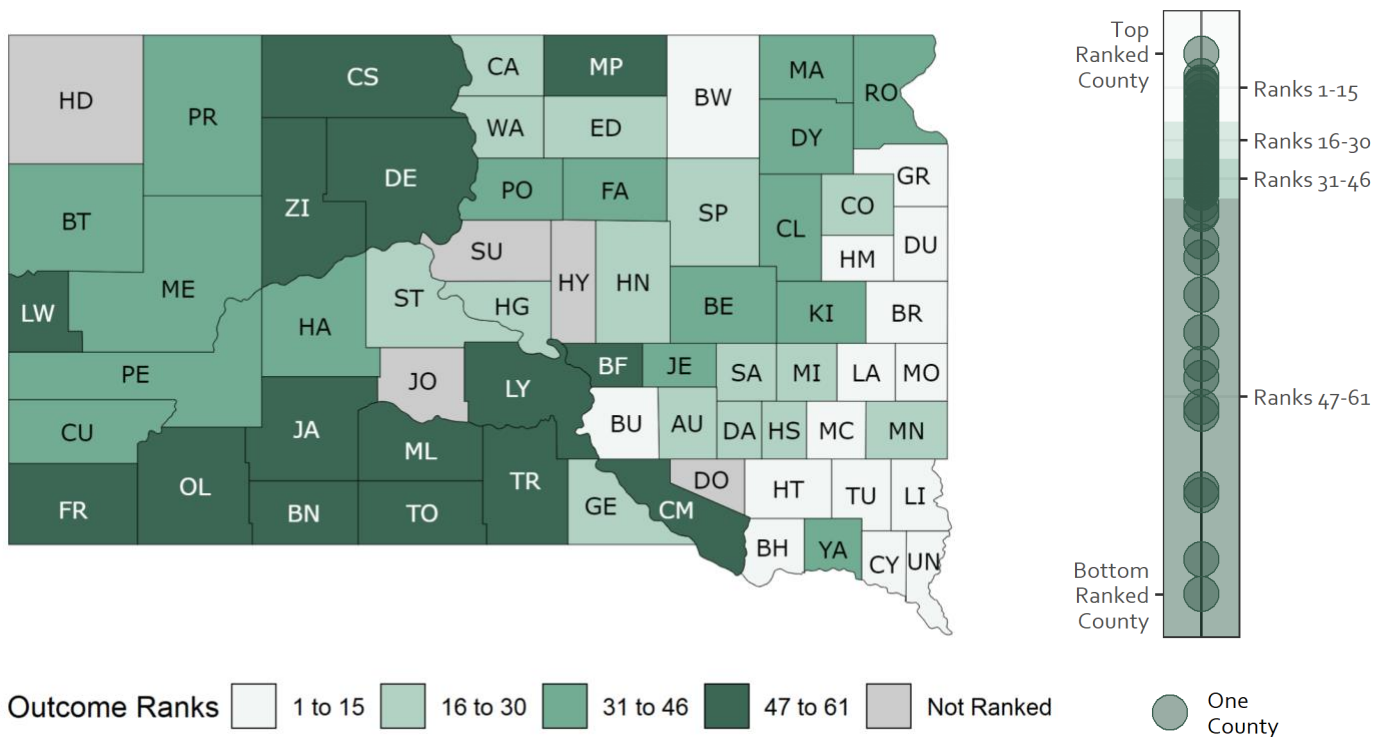 HD
PR
CS
CA
MP
BW
MA
RO
WA
ED
DY
BT
ZI
DE
PO
FA
SP
CL
CO
GR
SU
HY
HN
HM
DU
LW
ME
HA
ST
HG
BE
KI
BR
PE
JO
LY
BF
JE
SA
MI
LA
MO
CU
JA
ML
BU
AU
DA
HS
MC
MN
FR
OL
BN
TO
TR
GE
CM
DO
HT
TU
LI
BH
YA
CY
UN
Top
Ranked
County
Ranks 1-15
Ranks 16-30
Ranks 31-46
Ranks 47-61
Bottom
Ranked
County
Outcome Ranks
1 to 15
16 to 30
31 to 46
47 to 61
Not Ranked
One
County